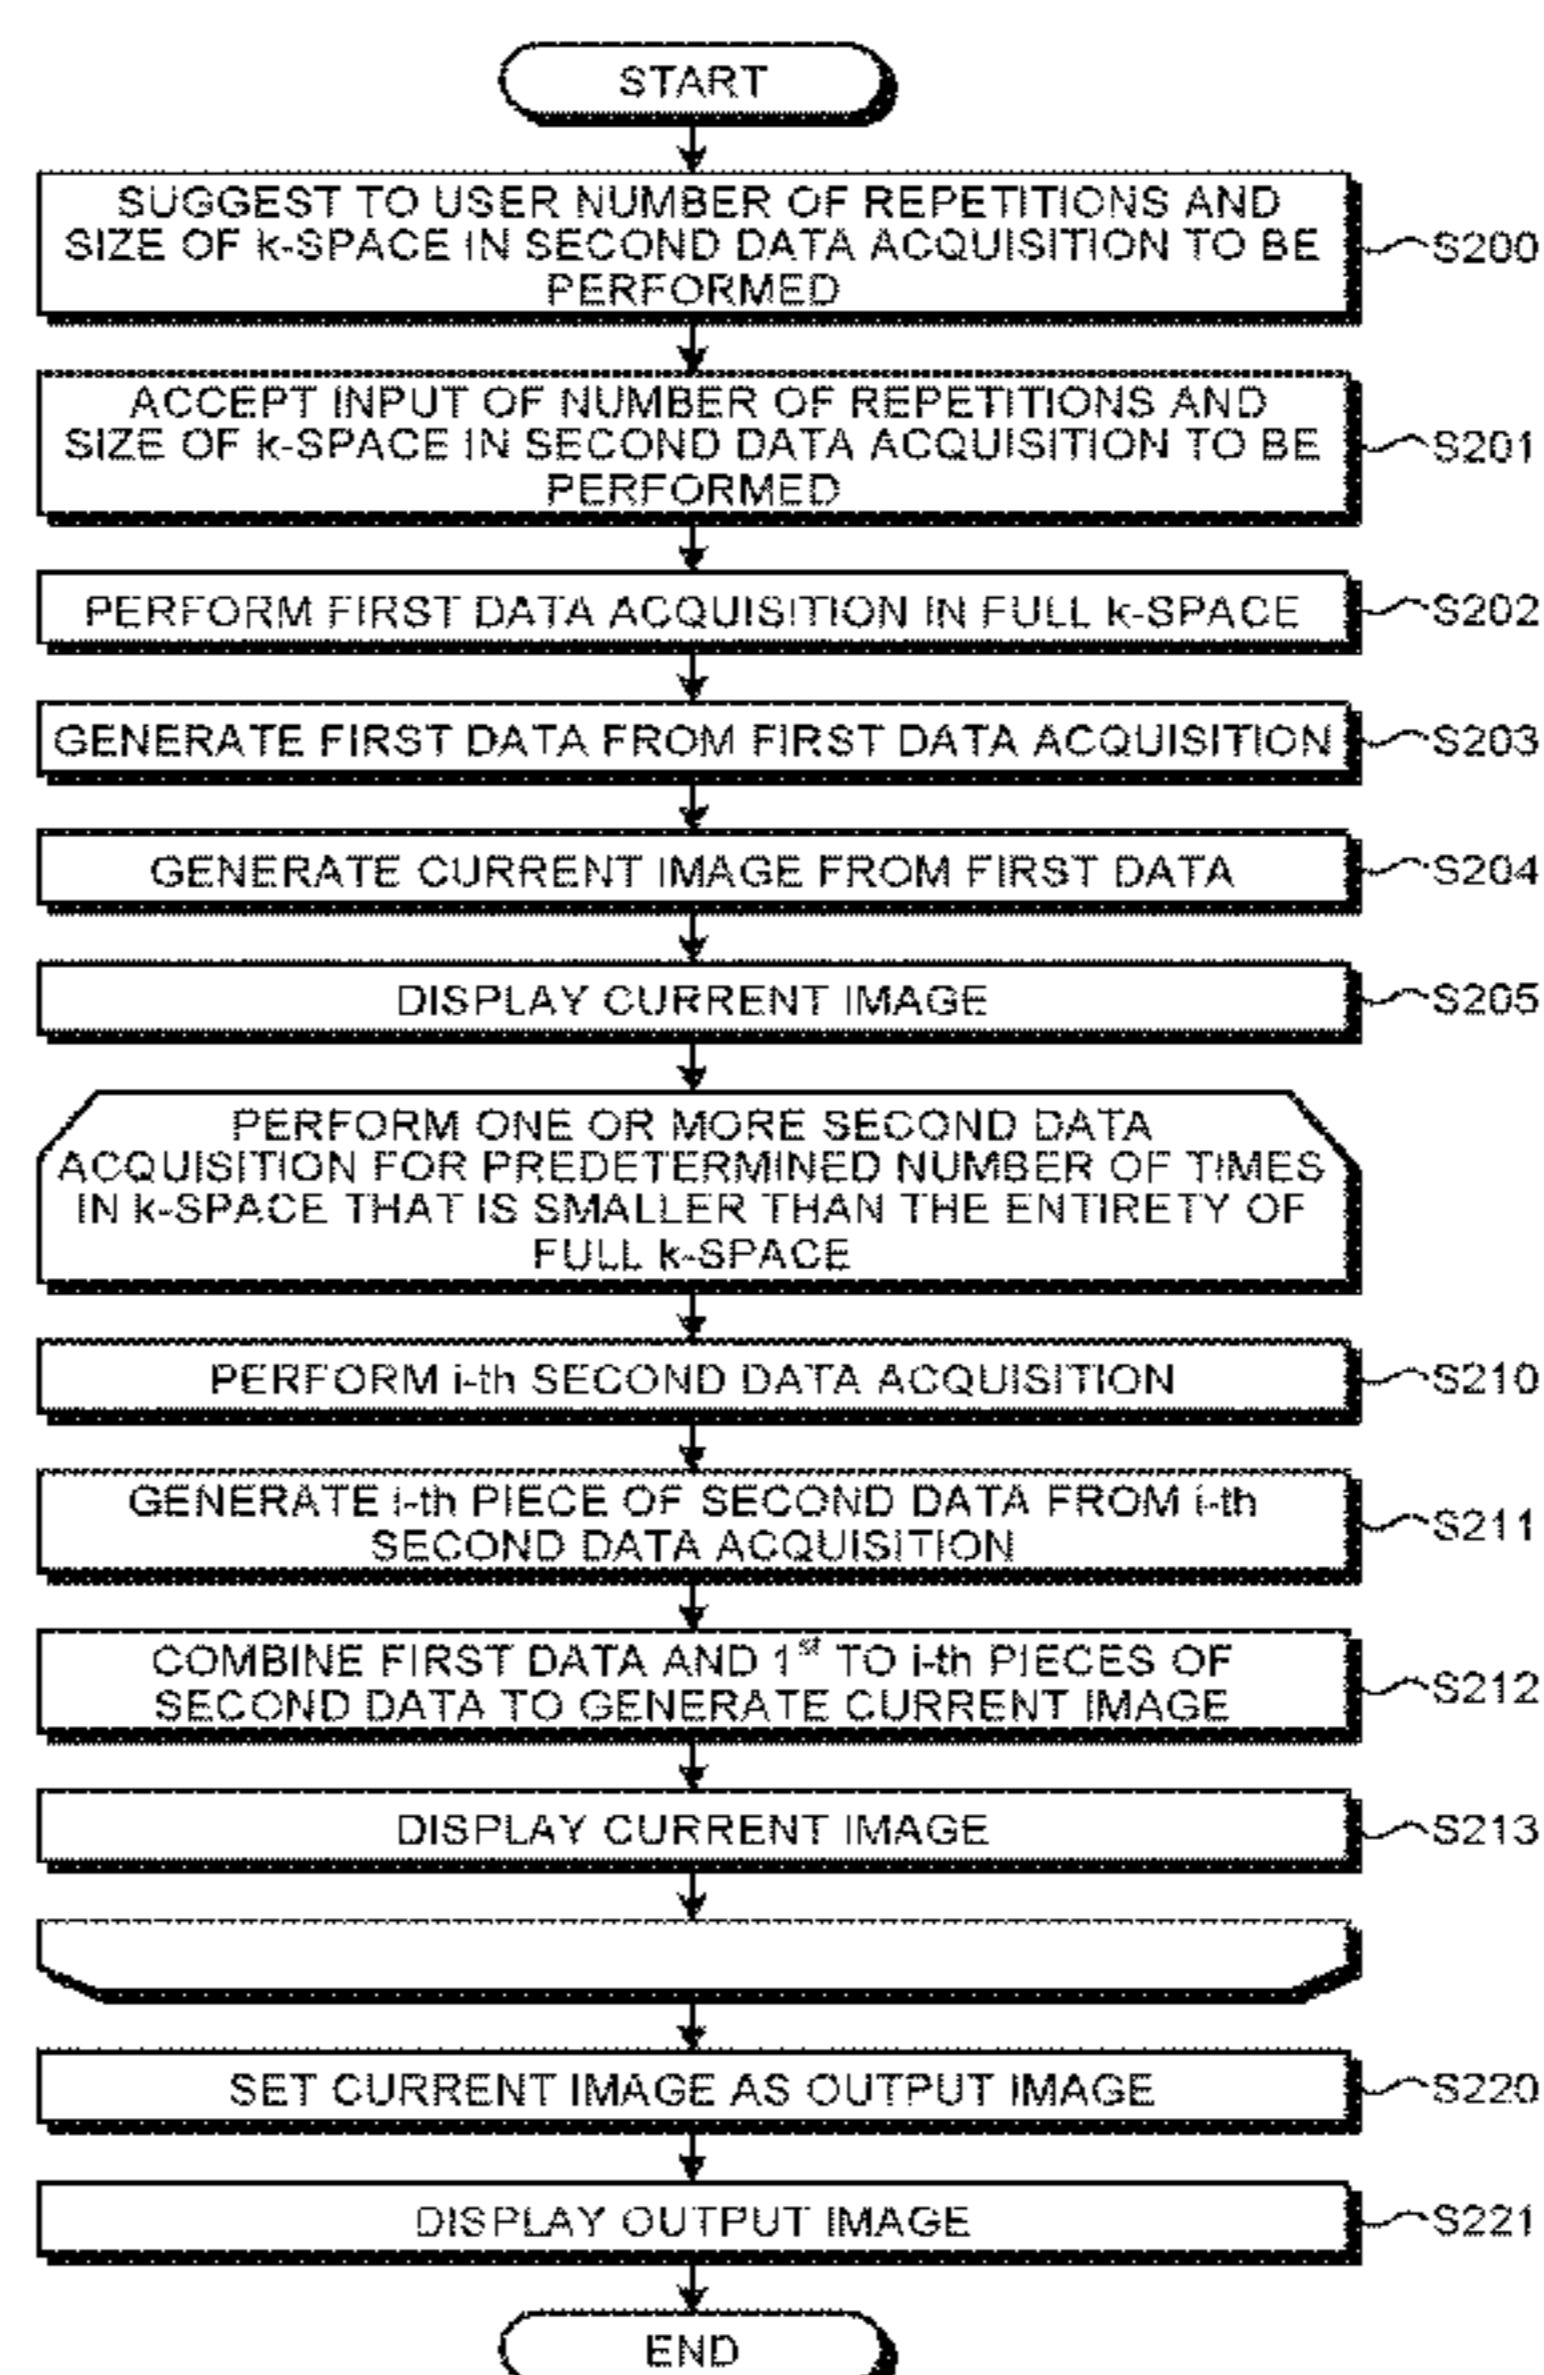 START
SUGGEST TO USER NUMBER OF REPETITIONS AND
SIZE OF k-SPACE IN SECOND DATA ACQUISITION TO BE
PERFORMED
S200
ACCEPT INPUT OF NUMBER OF REPETITIONS AND
SIZE OF k-SPACE IN SECOND DATA ACQUISITION TO BE
PERFORMED
S201
PERFORM FIRST DATA ACQUISITION IN FULL k-SPACE
S202
GENERATE FIRST DATA FROM FIRST DATA ACQUISITION
S203
GENERATE CURRENT IMAGE FROM FIRST DATA
S204
DISPLAY CURRENT IMAGE
S205
PERFORM ONE OR MORE SECOND DATA
ACQUISITION FOR PREDETERMINED NUMBER OF TIMES
IN k-SPACE THAT IS SMALLER THAN THE ENTIRETY OF
FULL k-SPACE
PERFORM i-th SECOND DATA ACQUISITION
S210
GENERATE i-th PIECE OF SECOND DATA FROM i-th
SECOND DATA ACQUISITION
S211
COMBINE FIRST DATA AND 1st TO i-th PIECES OF
SECOND DATA TO GENERATE CURRENT IMAGE
S212
DISPLAY CURRENT IMAGE
S213
SET CURRENT IMAGE AS OUTPUT IMAGE
S220
DISPLAY OUTPUT IMAGE
S221
END